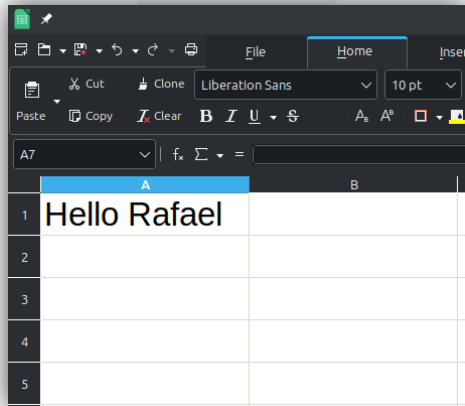 File Home
Cut Clone Liberation Sans 10 pt
Paste Copy Clear B I U S
A7 fx Σ =
A B
1 Hello Rafael
2
3
4
5